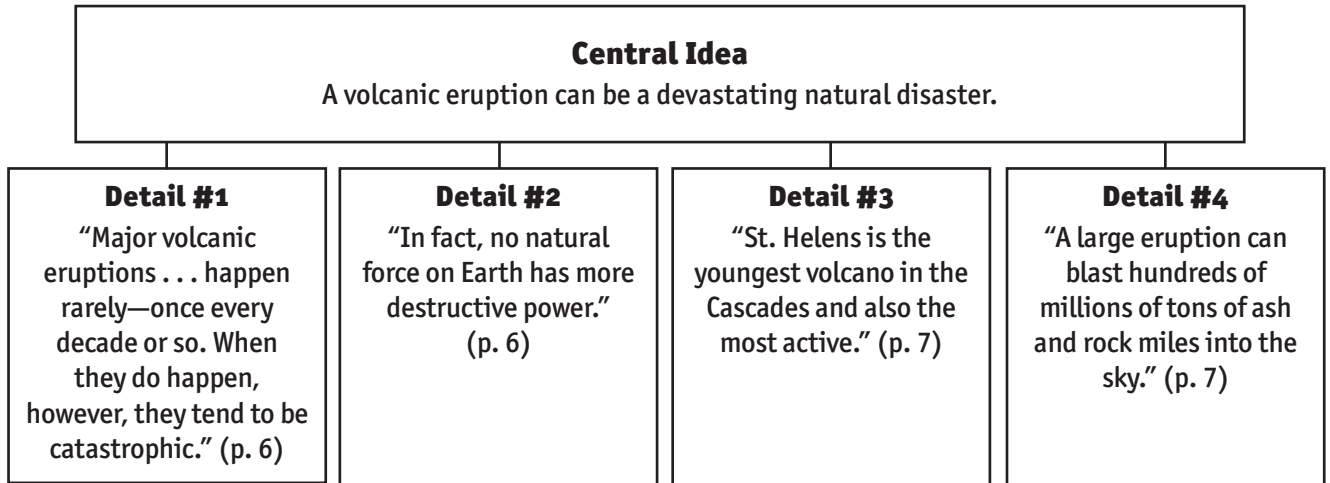 Central Idea
A volcanic eruption can be a devastating natural disaster.
Detail #1
“Major volcanic
eruptions . . . happen
rarely—once every
decade or so. When
they do happen,
however, they tend to be
catastrophic.” (p. 6)
Detail #2
“In fact, no natural
force on Earth has more
destructive power.”
(p. 6)
Detail #3
“St. Helens is the
youngest volcano in the
Cascades and also the
most active.” (p. 7)
Detail #4
“A large eruption can
blast hundreds of
millions of tons of ash
and rock miles into the
sky.” (p. 7)